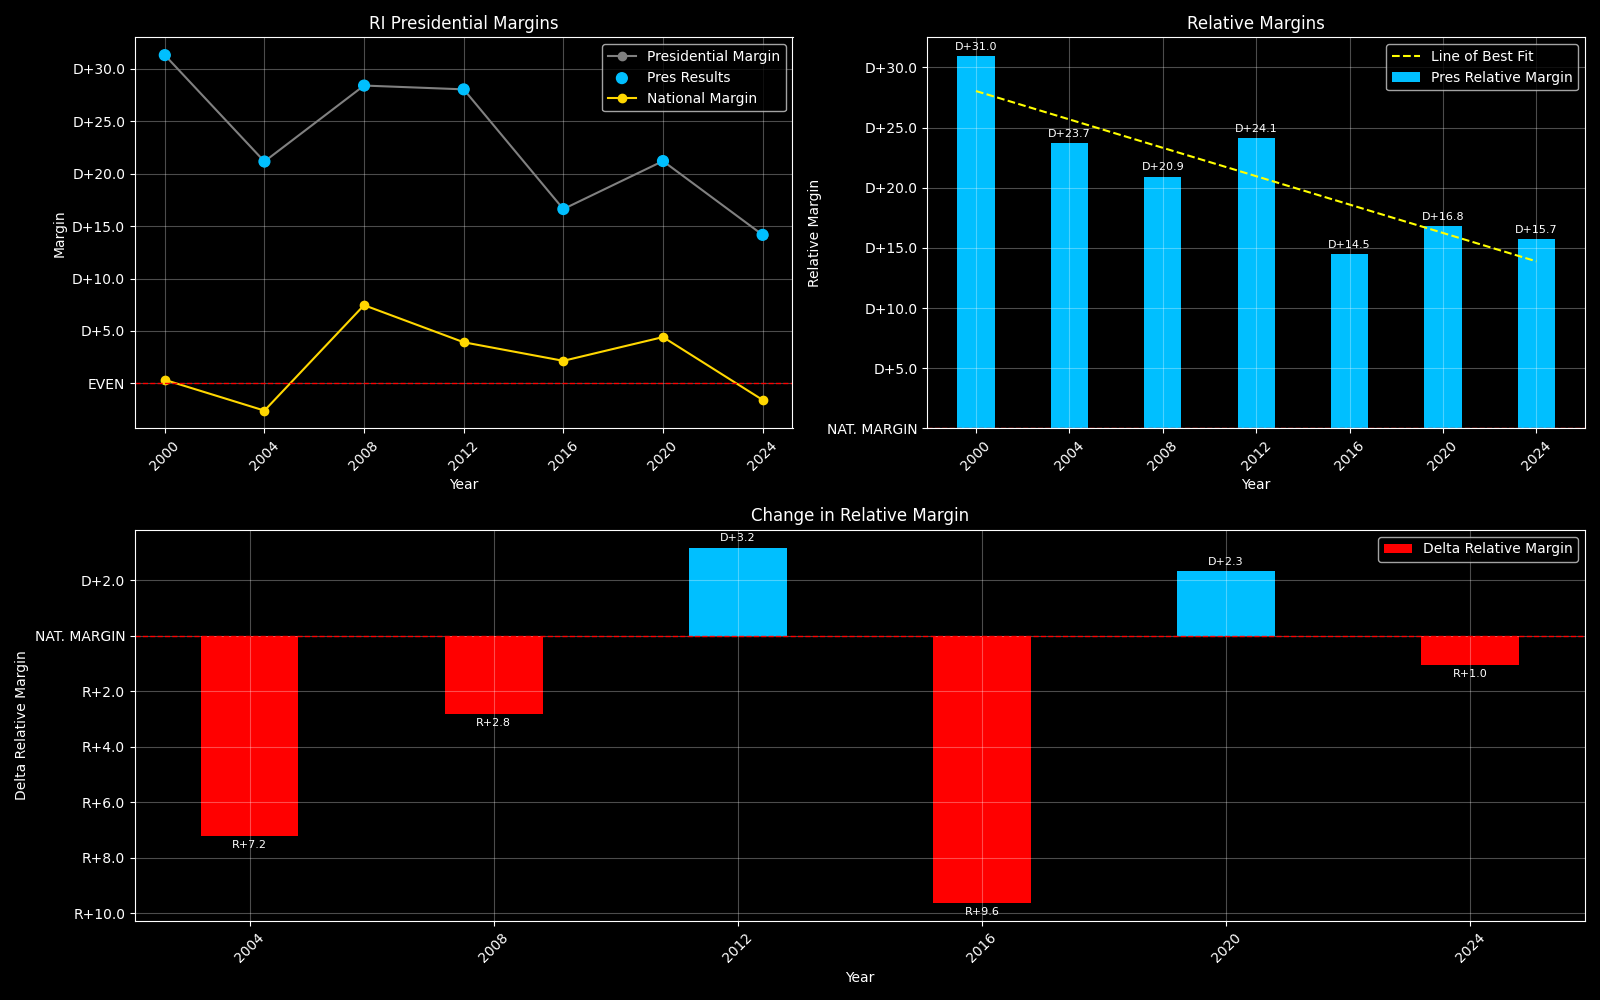 RI Presidential Margins
Presidential Margin
Pres Results
National Margin
D+30.0
D+25.0
D+20.0
D+15.0
D+10.0
D+5.0
EVEN
Margin
2000
2004
2008
2012
2016
2020
2024
Year
Relative Margins
Line of Best Fit
Pres Relative Margin
D+30.0
D+25.0
D+20.0
D+15.0
D+10.0
D+5.0
NAT. MARGIN
Relative Margin
D+31.0
D+23.7
D+20.9
D+24.1
D+14.5
D+16.8
D+15.7
2000
2004
2008
2012
2016
2020
2024
Year
Change in Relative Margin
Delta Relative Margin
D+2.0
NAT. MARGIN
R+2.0
R+4.0
R+6.0
R+8.0
R+10.0
Delta Relative Margin
R+7.2
R+2.8
D+3.2
R+9.6
D+2.3
R+1.0
2004
2008
2012
2016
2020
2024
Year